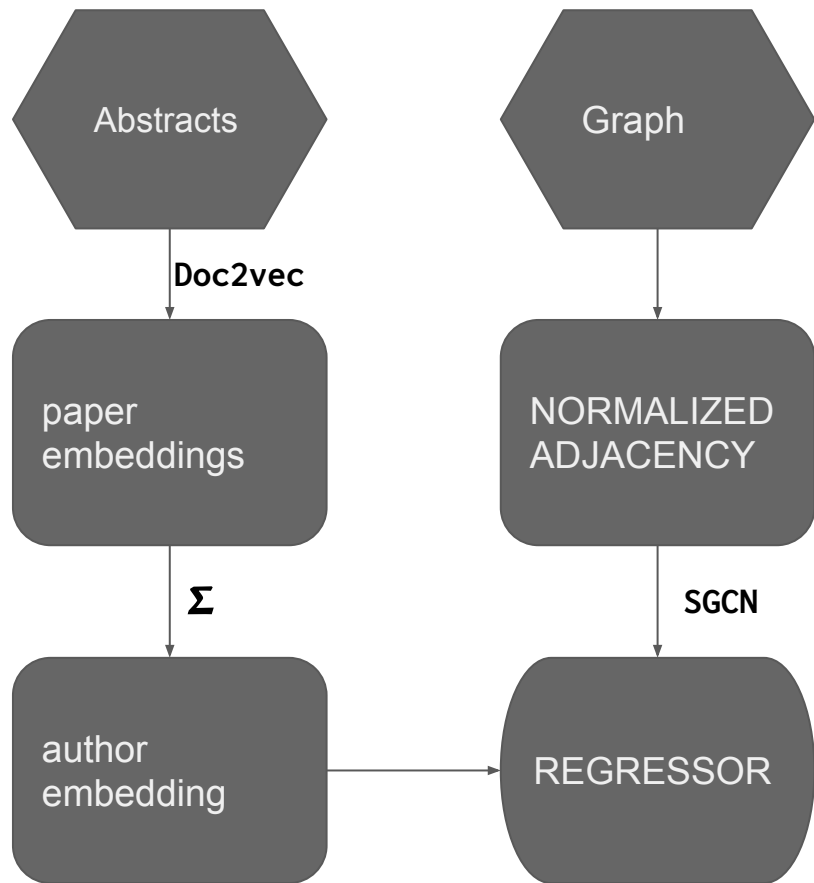 Abstracts
Graph
Doc2vec
paper
embeddings
NORMALIZED
ADJACENCY
Σ
SGCN
author
embedding
REGRESSOR